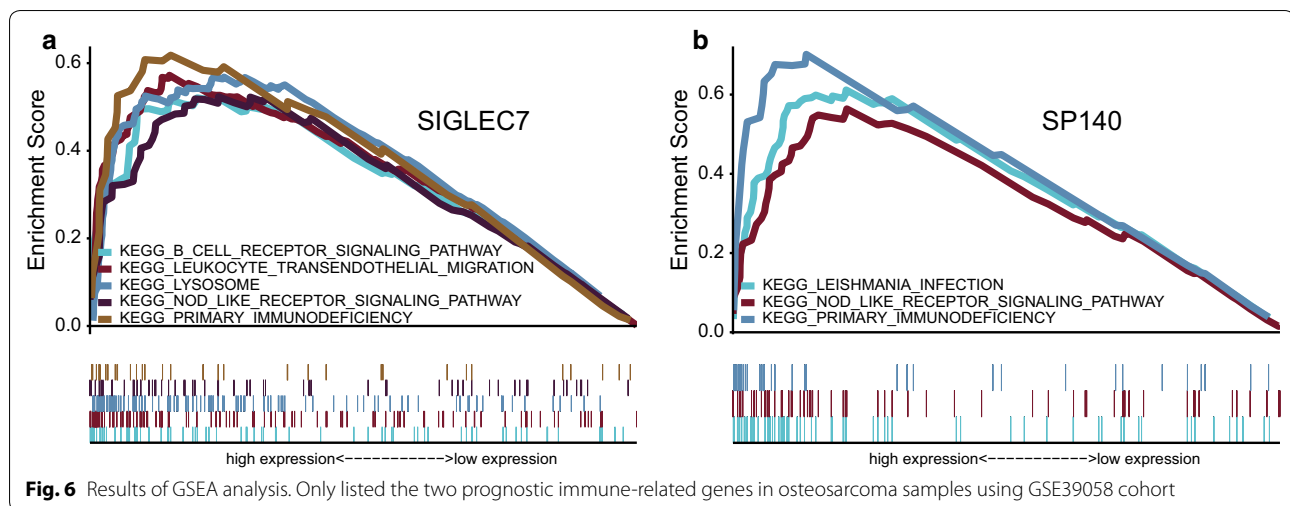 a
Enrichment Score
0.6
0.4
0.2
0.0
SIGLEC7
KEGG_B_CELL_RECEPTOR_SIGNALING_PATHWAY
KEGG_LEUKOCYTE_TRANSENDOTHELIAL_MIGRATION
KEGG_LYSOSOME
KEGG_NOD_LIKE_RECEPTOR_SIGNALING_PATHWAY
KEGG_PRIMARY_IMMUNODEFICIENCY
high expression<----------->low expression
b
Enrichment Score
0.6
0.4
0.2
0.0
SP140
KEGG_LEISHMANIA_INFECTION
KEGG_NOD_LIKE_RECEPTOR_SIGNALING_PATHWAY
KEGG_PRIMARY_IMMUNODEFICIENCY
high expression<----------->low expression
Fig. 6 Results of GSEA analysis. Only listed the two prognostic immune-related genes in osteosarcoma samples using GSE39058 cohort